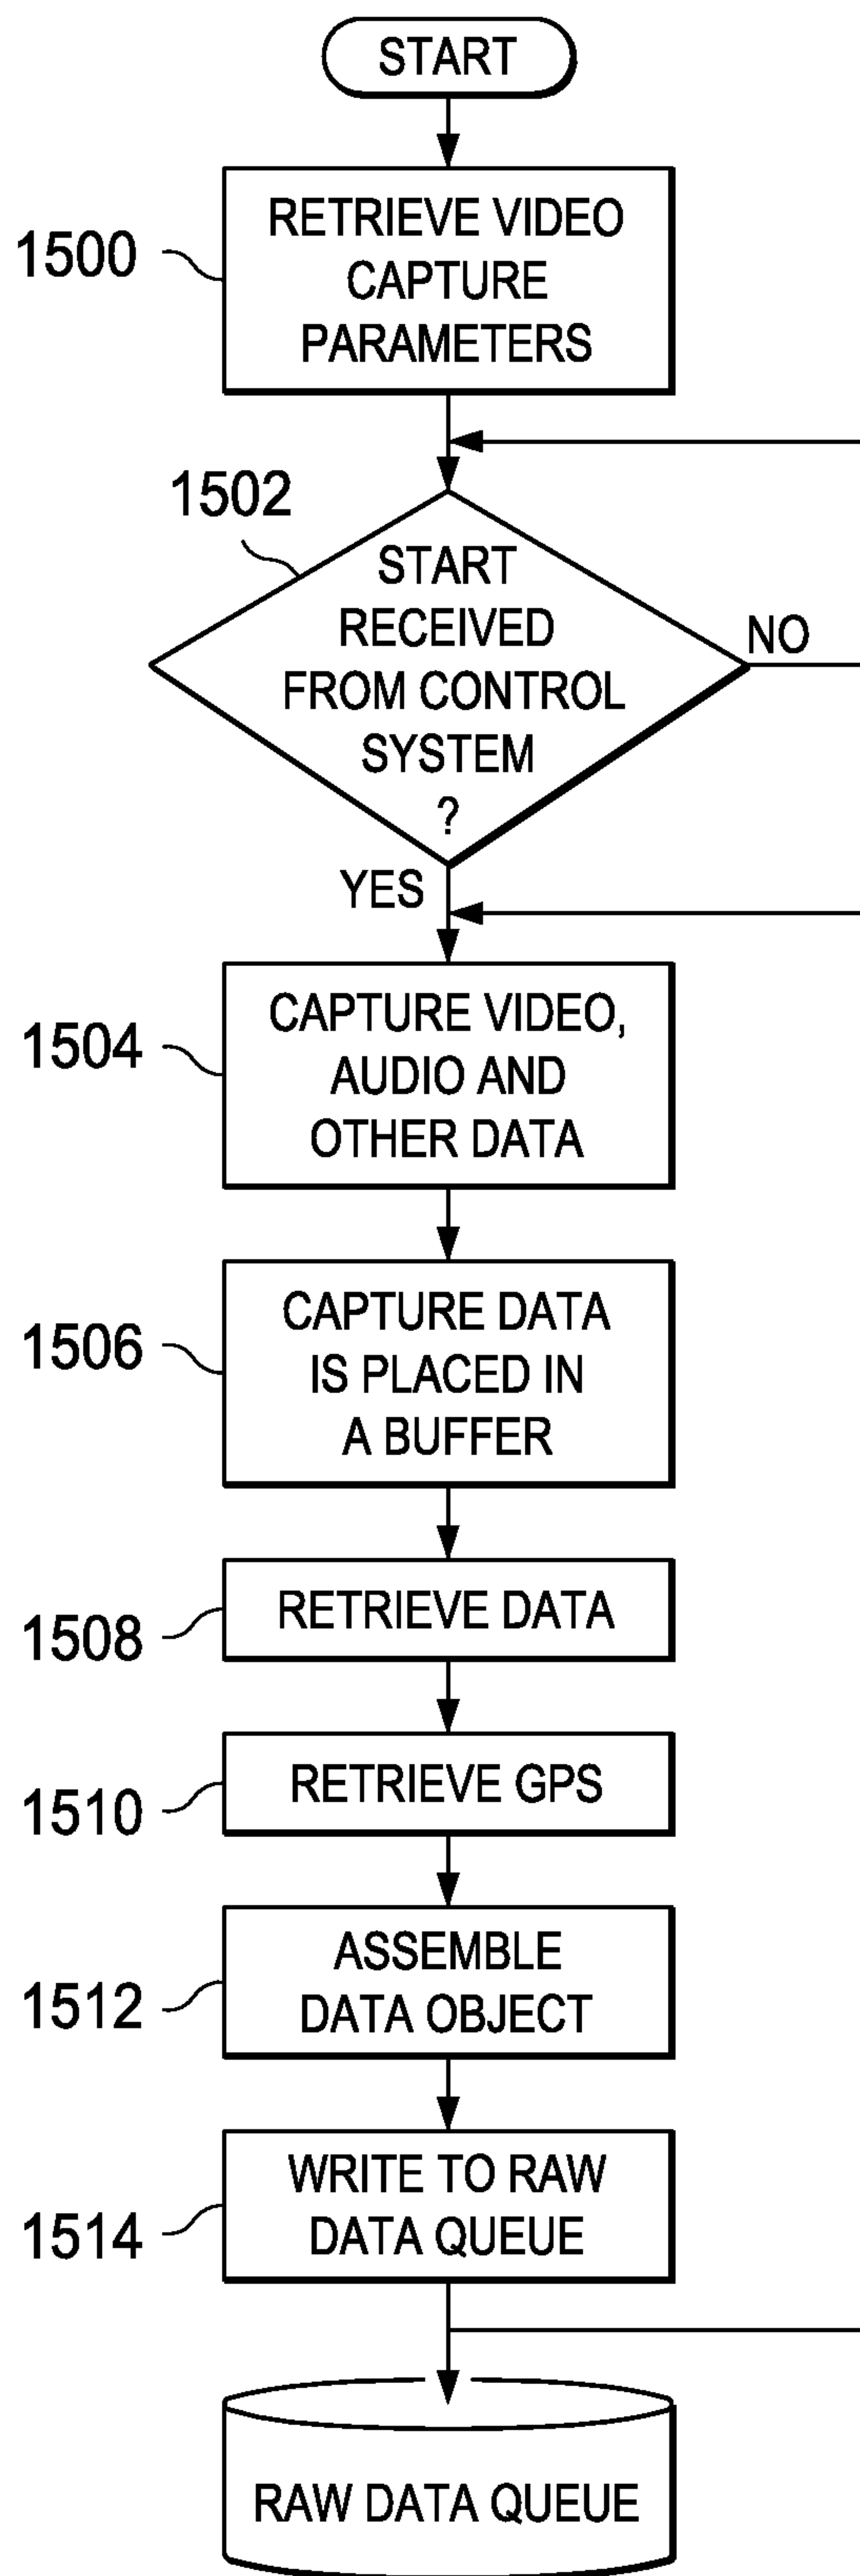 START
RETRIEVE VIDEO
CAPTURE
PARAMETERS
1500
1502
START
RECEIVED
FROM CONTROL
SYSTEM
?
NO
YES
CAPTURE VIDEO,
AUDIO AND
OTHER DATA
1504
CAPTURE DATA
IS PLACED IN
A BUFFER
1506
RETRIEVE DATA
1508
RETRIEVE GPS
1510
ASSEMBLE
DATA OBJECT
1512
WRITE TO RAW
DATA QUEUE
1514
RAW DATA QUEUE